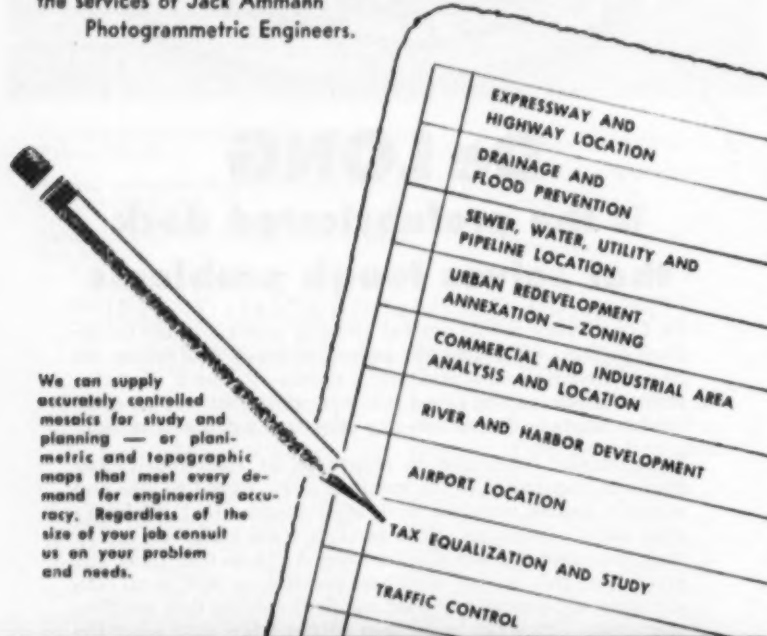 the services of Jack Ammann
Photogrammetric Engineers.
EXPRESSWAY AND
HIGHWAY LOCATION
DRAINAGE AND
FLOOD PREVENTION
SEWER, WATER, UTILITY AND
PIPELINE LOCATION
URBAN REDEVELOPMENT
ANNEXATION — ZONING
COMMERCIAL AND INDUSTRIAL AREA
ANALYSIS AND LOCATION
RIVER AND HARBOR DEVELOPMENT
AIRPORT LOCATION
TAX EQUALIZATION AND STUDY
TRAFFIC CONTROL
We can supply
accurately controlled
mosaics for study and
planning — or plani-
metric and topographic
maps that meet every de-
mand for engineering accu-
racy. Regardless of the
size of your job consult
us on your problem
and needs.